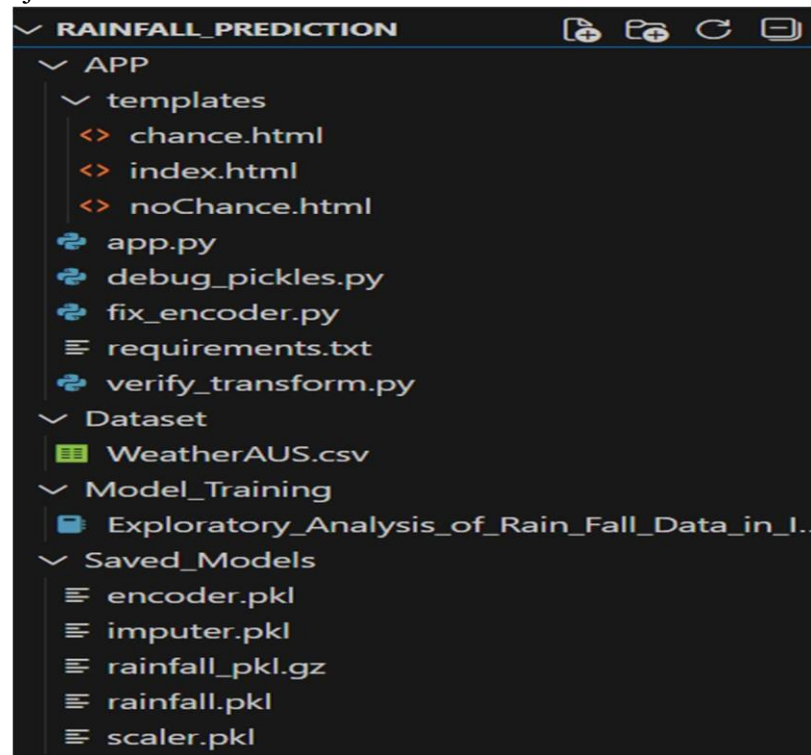 RAINFALL_PREDICTION
APP
templates
chance.html
index.html
noChance.html
app.py
debug_pickles.py
fix_encoder.py
requirements.txt
verify_transform.py
Dataset
WeatherAUS.csv
Model_Training
Exploratory_Analysis_of_Rain_Fall_Data_in_I...
Saved_Models
encoder.pkl
imputer.pkl
rainfall_pkl.gz
rainfall.pkl
scaler.pkl